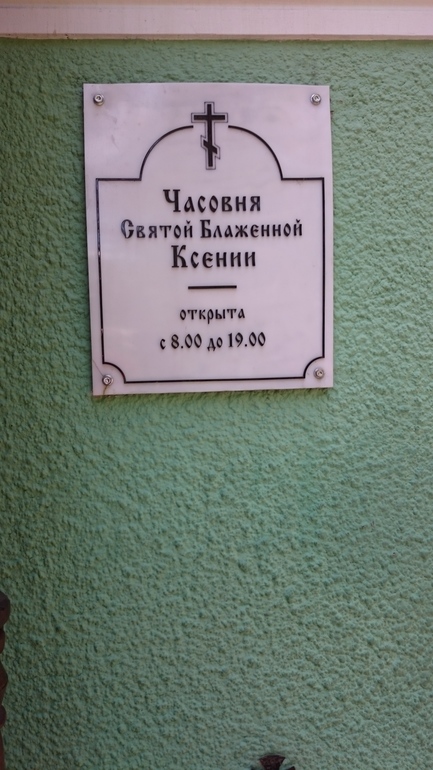 Часовня
Святой Блаженной
Ксении
открыта
с 8.00 до 19.00